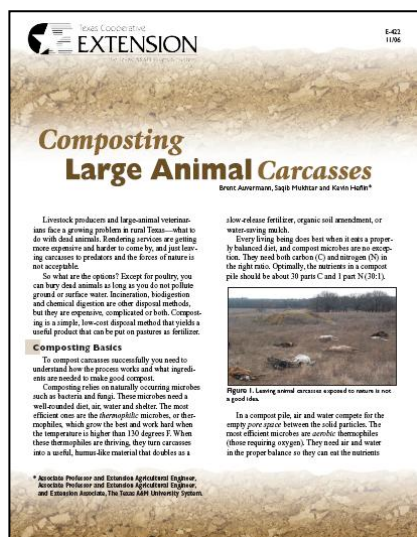 Texas Cooperative
EXTENSION
E-422
11/06
Composting
Large Animal Carcasses
Brent Auvermann, Saqib Mukhtar and Kevin Heflin*
Livestock producers and large-animal veterinar-
ians face a growing problem in rural Texas—what to
do with dead animals. Rendering services are getting
more expensive and harder to come by, and just leav-
ing carcasses to predators and the forces of nature is
not acceptable.
So what are the options? Except for poultry, you
can bury dead animals as long as you do not pollute
ground or surface water. Incineration, biodigestion
and chemical digestion are other disposal methods,
but they are expensive, complicated or both. Compost-
ing is a simple, low-cost disposal method that yields a
useful product that can be put on pastures as fertilizer.
Composting Basics
To compost carcasses successfully you need to
understand how the process works and what ingredi-
ents are needed to make good compost.
Composting relies on naturally occurring microbes
such as bacteria and fungi. These microbes need a
well-rounded diet, air, water and shelter. The most
efficient ones are the thermophilic microbes, or ther-
mophiles, which grow the best and work hard when
the temperature is higher than 130 degrees F. When
these thermophiles are thriving, they turn carcasses
into a useful, humus-like material that doubles as a
* Associate Professor and Extension Agricultural Engineer,
Associate Professor and Extension Agricultural Engineer,
and Extension Associate, The Texas A&M University System.
slow-release fertilizer, organic soil amendment, or
water-saving mulch.
Every living being does best when it eats a proper-
ly balanced diet, and compost microbes are no excep-
tion. They need both carbon (C) and nitrogen (N) in
the right ratio. Optimally, the nutrients in a compost
pile should be about 30 parts C and 1 part N (30:1).
Figure 1. Leaving animal carcasses exposed to nature is not
a good idea.
In a compost pile, air and water compete for the
empty pore space between the solid particles. The
most efficient microbes are aerobic thermophiles
(those requiring oxygen). They need air and water
in the proper balance so they can eat the nutrients